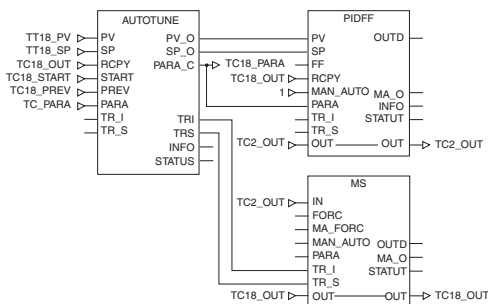 AUTOTUNE
TT18_PV PV PV_O
TT18_SP SP SP_O
TC18_OUT RCPY PARA_C TC18_PARA
TC18_START START
TC18_PREV PREV
TC_PARA PARA
TR_I TRI
TR_S TRS
INFO
STATUS
PIDFF
PV OUTD
SP
FF
TC18_OUT RCPY
1 MAN_AUTO MA_O
PARA INFO
TR_I STATUT
TR_S
TC2_OUT OUT OUT TC2_OUT
MS
TC2_OUT IN
FORC
MA_FORC
MAN_AUTO OUTD
PARA MA_O
TR_I STATUT
TR_S
TC18_OUT OUT OUT TC18_OUT